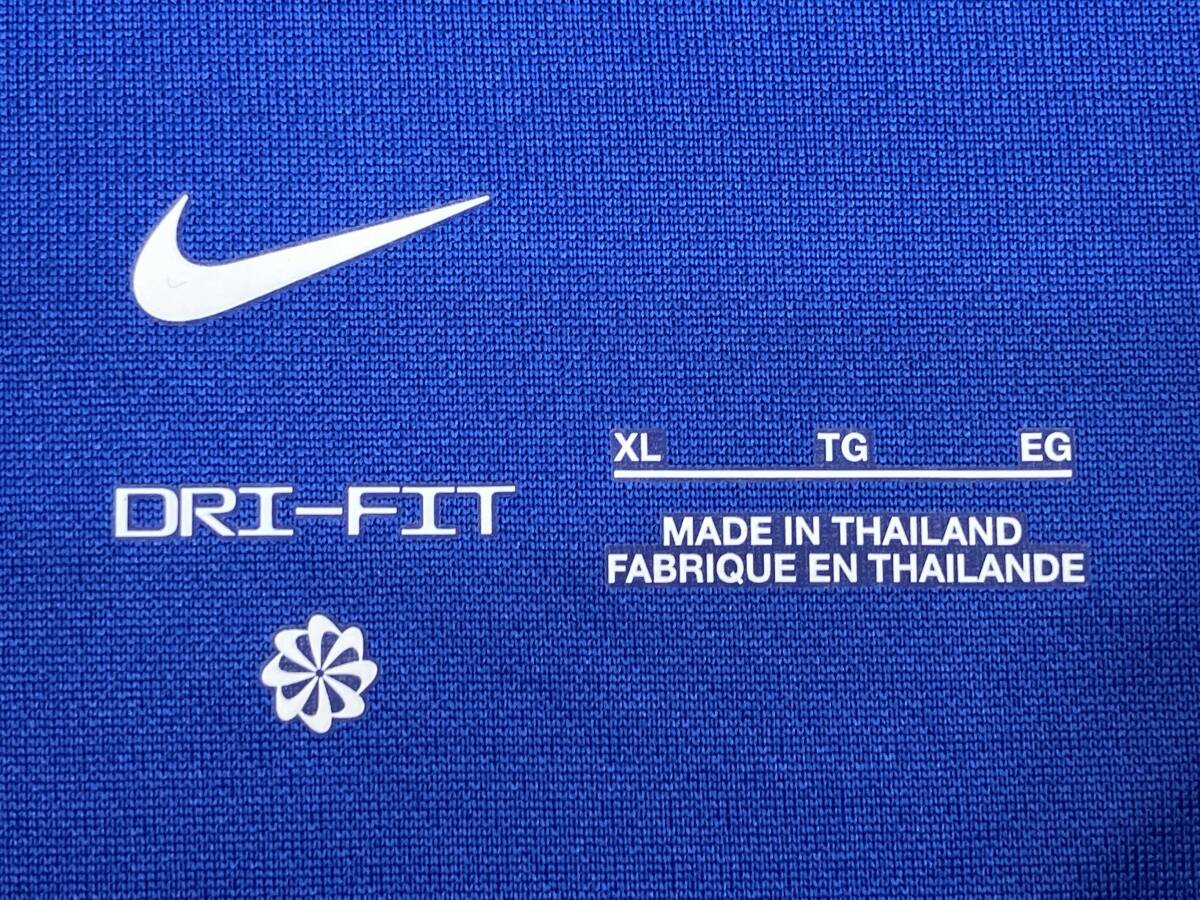 DRI-FIT
XL TG EG
MADE IN THAILAND
FABRIQUE EN THAILANDE